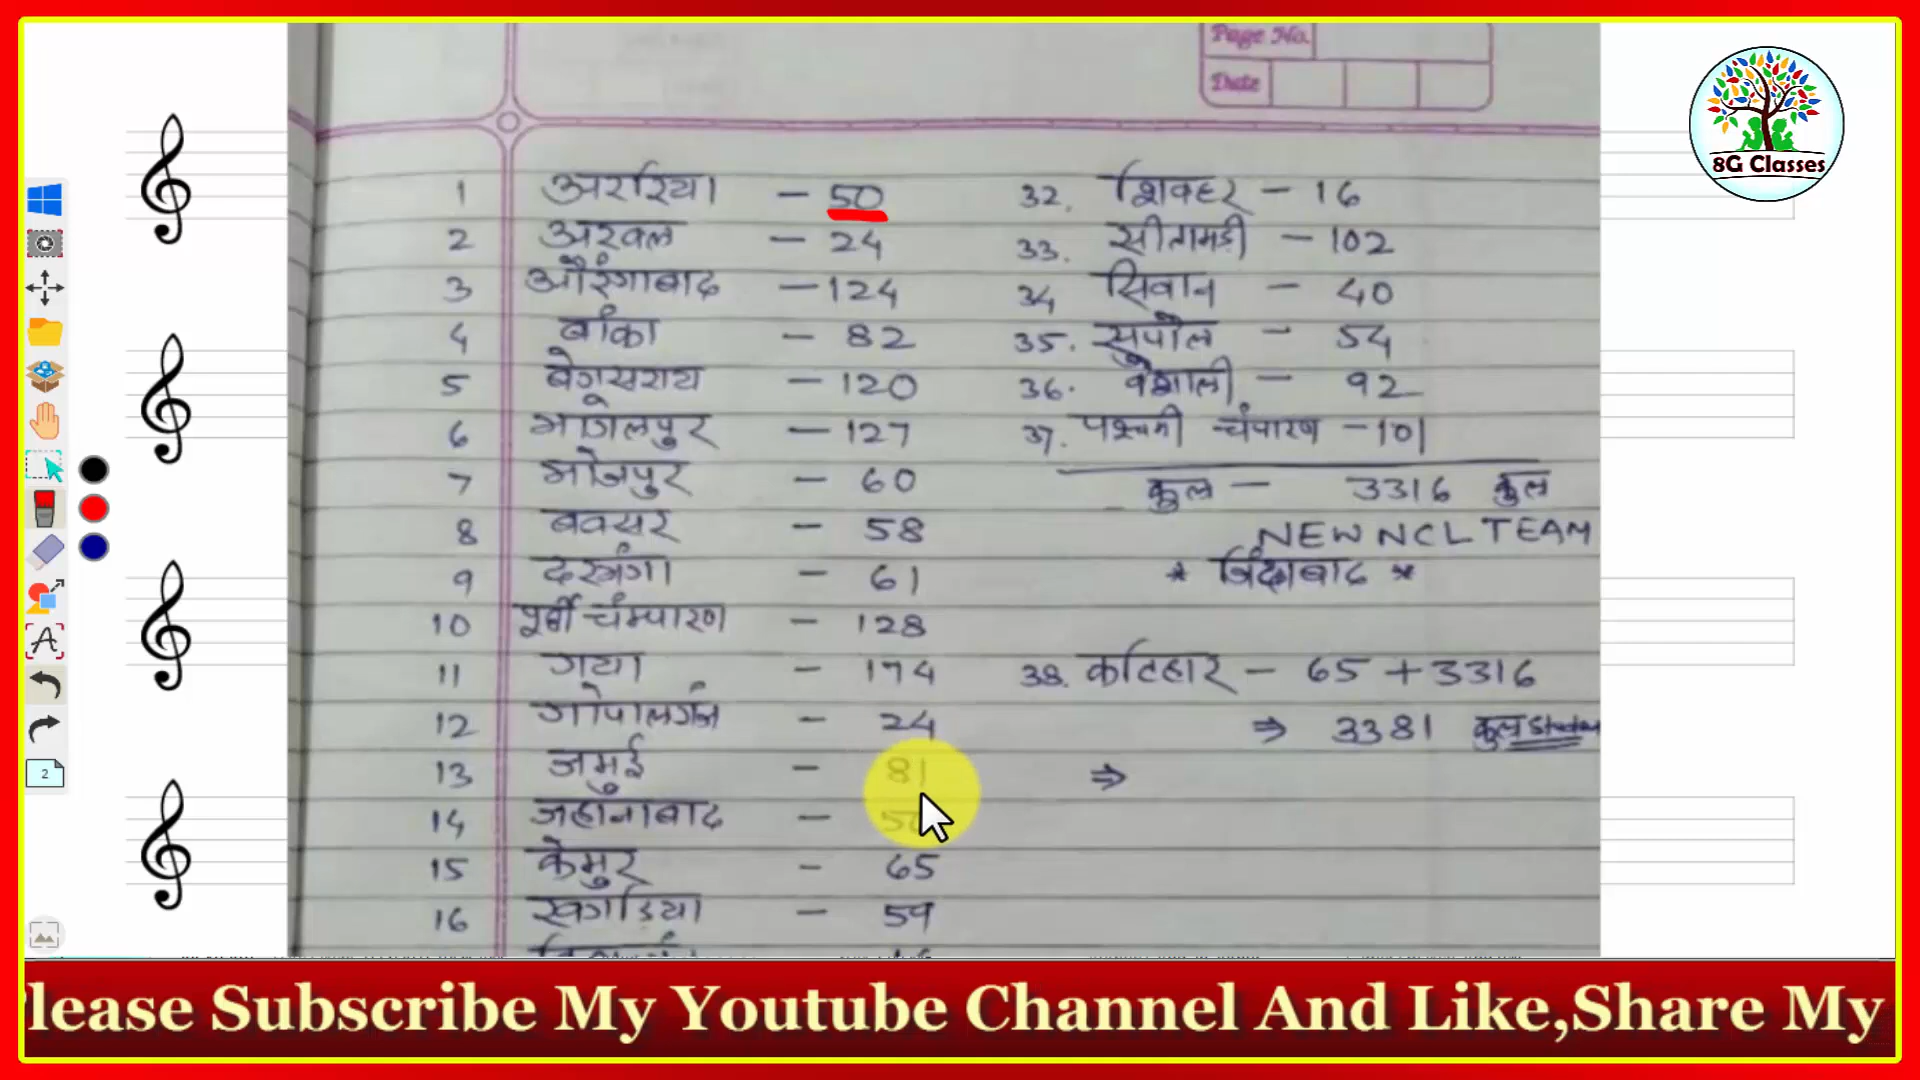 Page No.
Date
8G Classes
1 अररिया - 50
2 अरवल - 24
3 औरंगाबाद - 124
4 बांका - 82
5 बेगूसराय - 120
6 भागलपुर - 127
7 भोजपुर - 60
8 बक्सर - 58
9 दरभंगा - 61
10 पूर्वी चंम्पारण - 128
11 गया - 174
12 गोपालगंज - 24
13 जमुई - 81
14 जहानाबाद -
15 केमुर - 65
16 खगडिया - 59
32. शिवहर - 16
33. सीतामढ़ी - 102
34 सिवान - 40
35. सुपौल - 54
36. वैशाली - 92
37. पश्चमी चंपारण - 101
कुल - 3316 कुल
NEW NCL TEAM
* जिंदाबाद *
38. कटिहार - 65 + 3316
⇒ 3381 कुल
⇒
2
lease Subscribe My Youtube Channel And Like,Share My